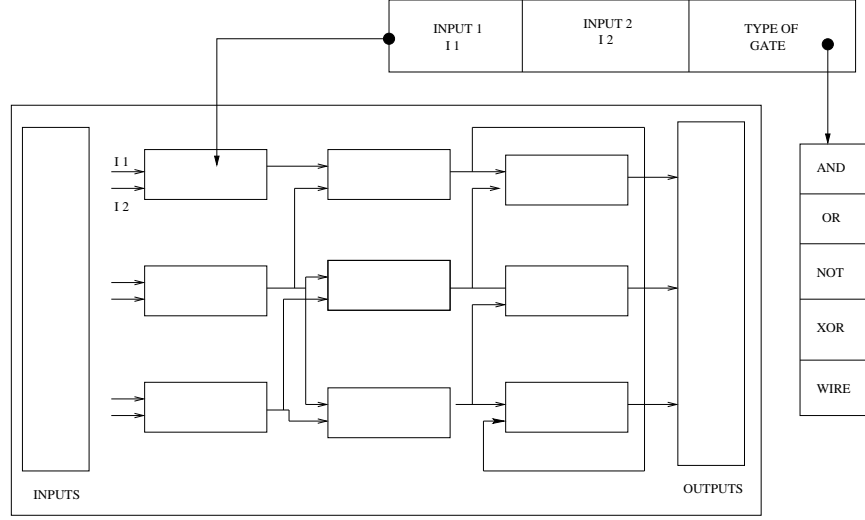 INPUT 1
I 1
INPUT 2
I 2
TYPE OF
GATE
I 1
I 2
AND
OR
NOT
XOR
WIRE
INPUTS
OUTPUTS